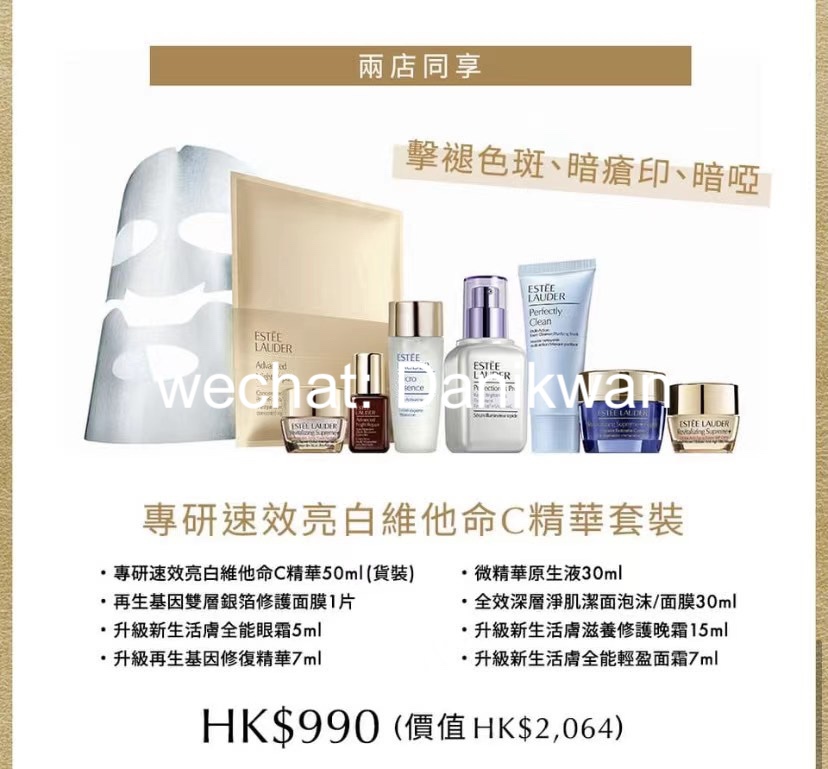 兩店同享
擊褪色斑、暗瘡印、暗啞
ESTĒE
LAUDER
Perfectly
Clean
ESTĒE
LAUDER
Advanced
ESTĒE
ESTĒE
LAUDER
ESTĒE LAUDER
ESTĒE LAUDER
Revitalizing Supreme+
ESTĒE LAUDER
Revitalizing Supreme+
wechat
專研速效亮白維他命C精華套裝
・專研速效亮白維他命C精華50ml(貨裝)
・再生基因雙層銀箔修護面膜1片
・升級新生活膚全能眼霜5ml
・升級再生基因修復精華7ml
・微精華原生液30ml
・全效深層淨肌潔面泡沫/面膜30ml
・升級新生活膚滋養修護晚霜15ml
・升級新生活膚全能輕盈面霜7ml
HK$990 (價值HK$2,064)